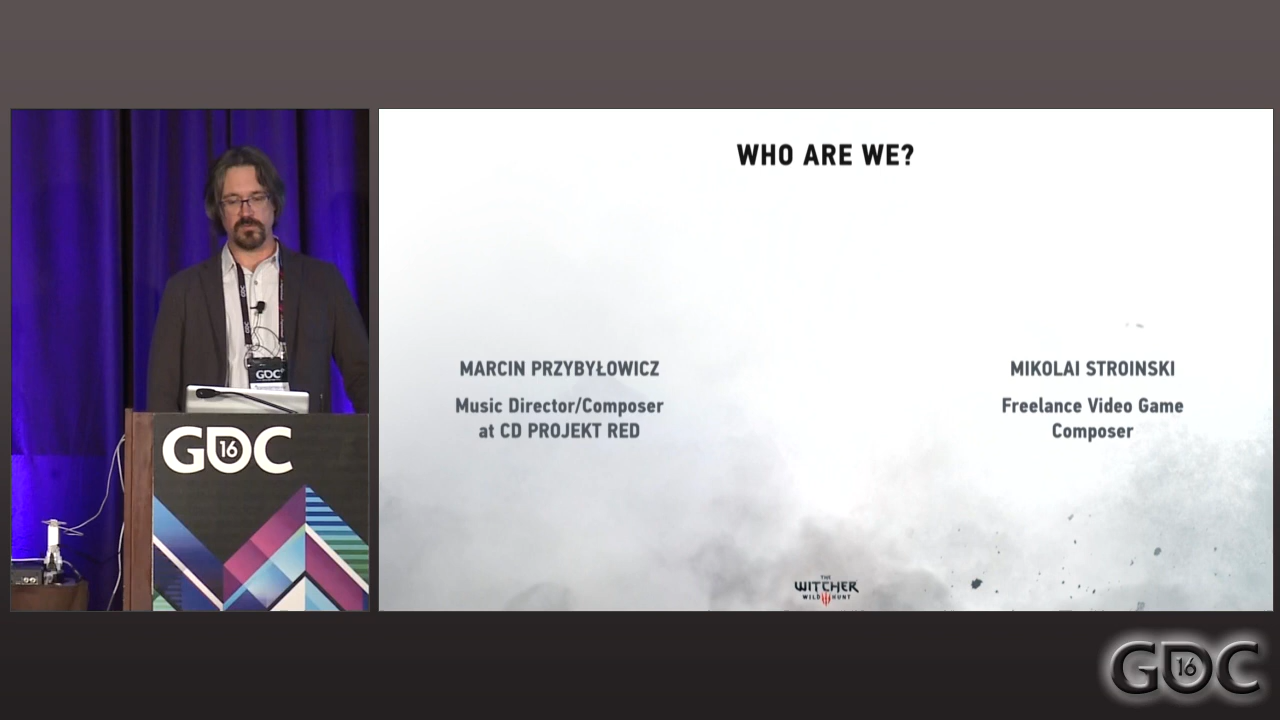 WHO ARE WE?
MARCIN PRZYBYŁOWICZ
Music Director/Composer
at CD PROJEKT RED
MIKOLAI STROINSKI
Freelance Video Game
Composer
THE
WITCHER
WILD HUNT
GDC
GDC
16
GDC
16